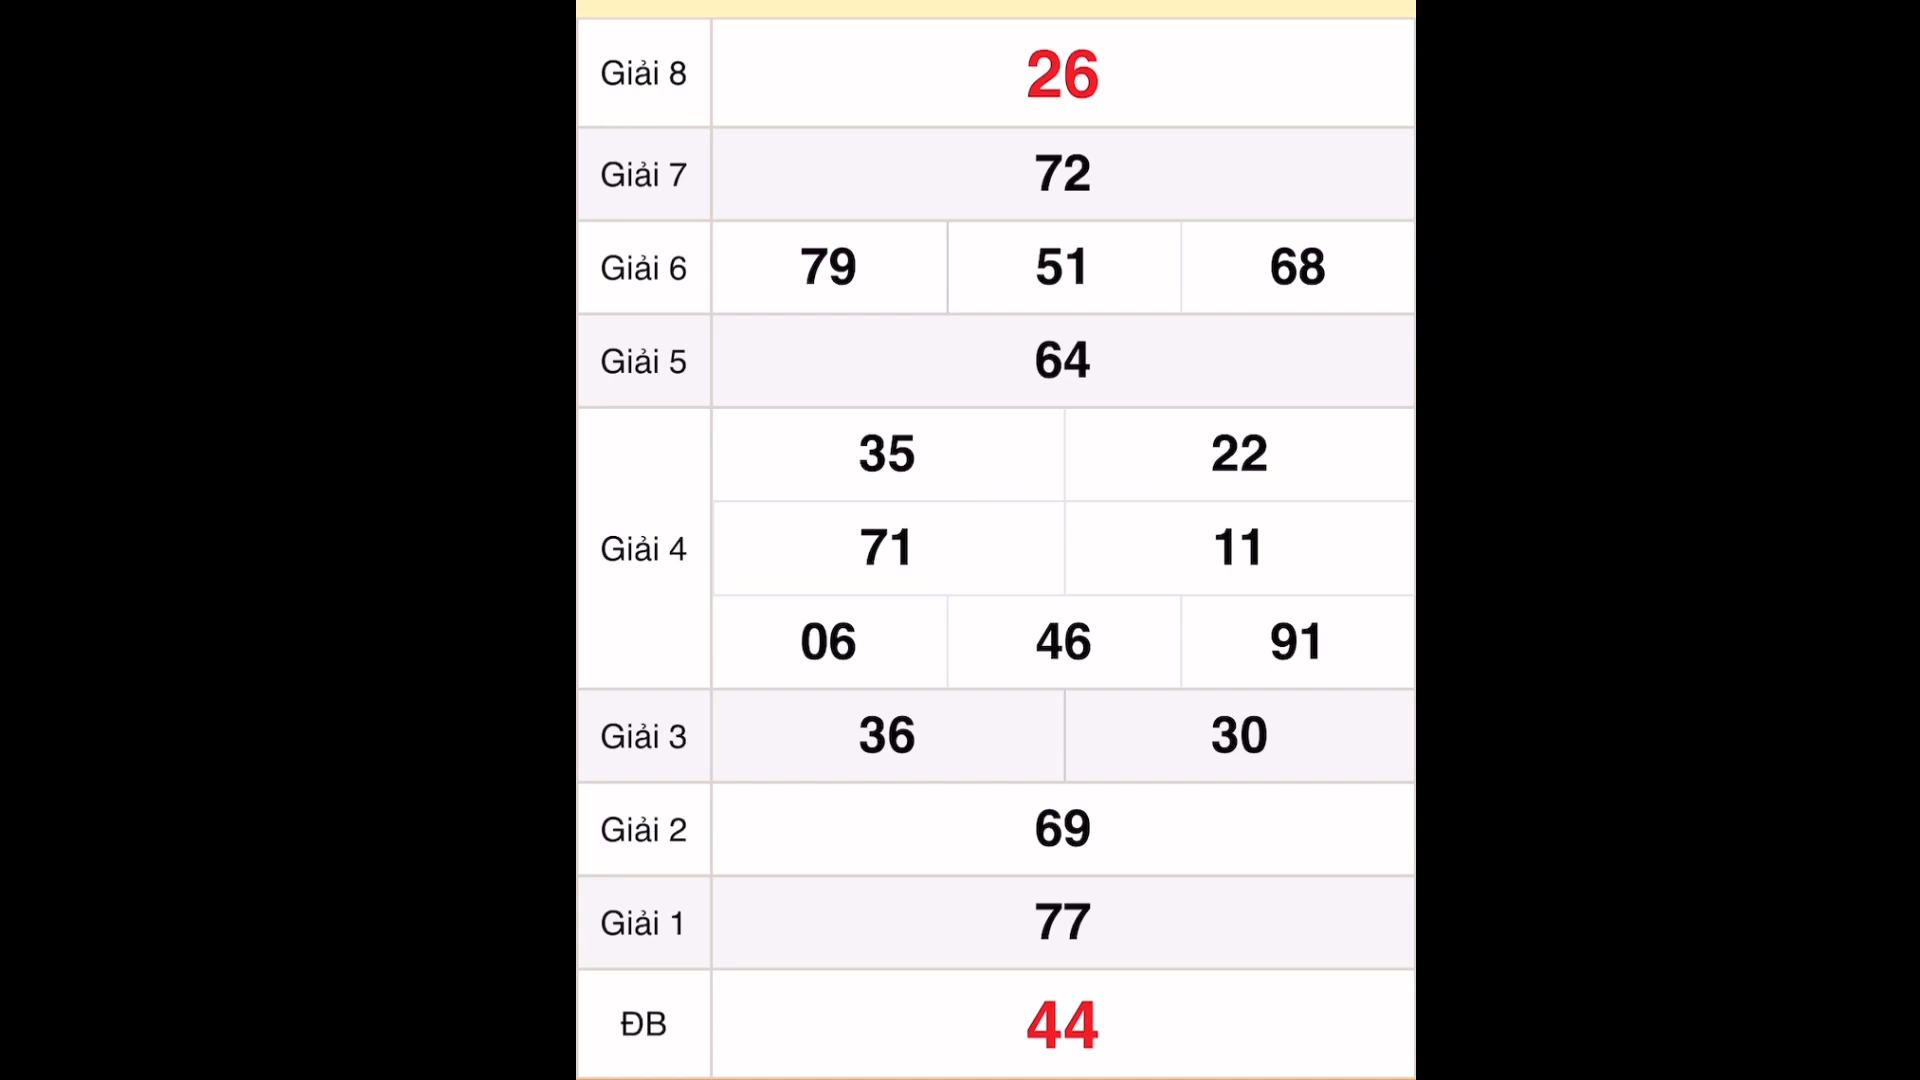 Giải 8 26
Giải 7 72
Giải 6 79 51 68
Giải 5 64
35 22
Giải 4 71 11
06 46 91
Giải 3 36 30
Giải 2 69
Giải 1 77
ĐB 44